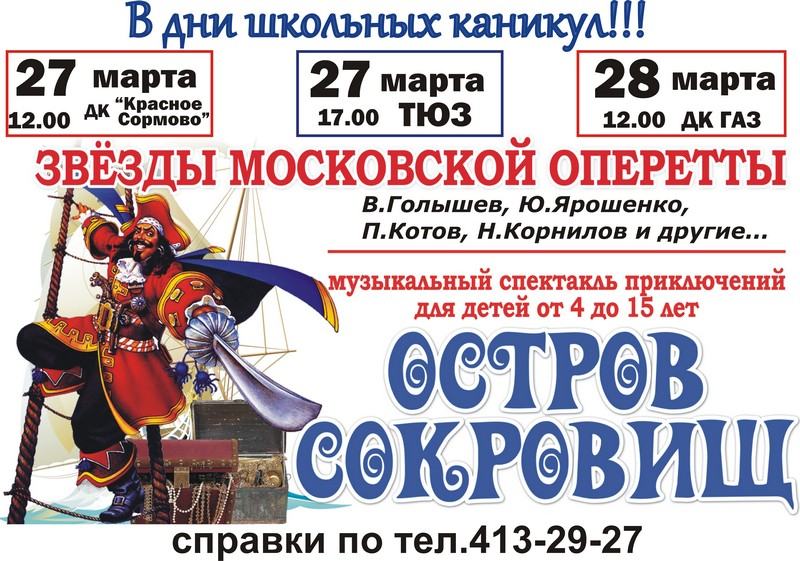 В дни школьных каникул!!!
27 марта
12.00 ДК "Красное Сормово"
27 марта
17.00 ТЮЗ
28 марта
12.00 ДК ГАЗ
ЗВЁЗДЫ МОСКОВСКОЙ ОПЕРЕТТЫ
В.Голышев, Ю.Ярошенко,
П.Котов, Н.Корнилов и другие...
музыкальный спектакль приключений
для детей от 4 до 15 лет
ОСТРОВ
СОКРОВИЩ
справки по тел.413-29-27